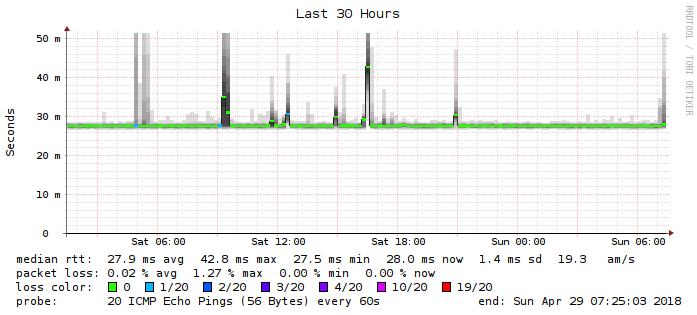 Last 30 Hours
RRDTOOL / TOBI OETIKER
Seconds
50 m
40 m
30 m
20 m
10 m
0
Sat 06:00 Sat 12:00 Sat 18:00 Sun 00:00 Sun 06:00
median rtt: 27.9 ms avg 42.8 ms max 27.5 ms min 28.0 ms now 1.4 ms sd 19.3 am/s
packet loss: 0.02 % avg 1.27 % max 0.00 % min 0.00 % now
loss color: 0 1/20 2/20 3/20 4/20 10/20 19/20
probe: 20 ICMP Echo Pings (56 Bytes) every 60s end: Sun Apr 29 07:25:03 2018